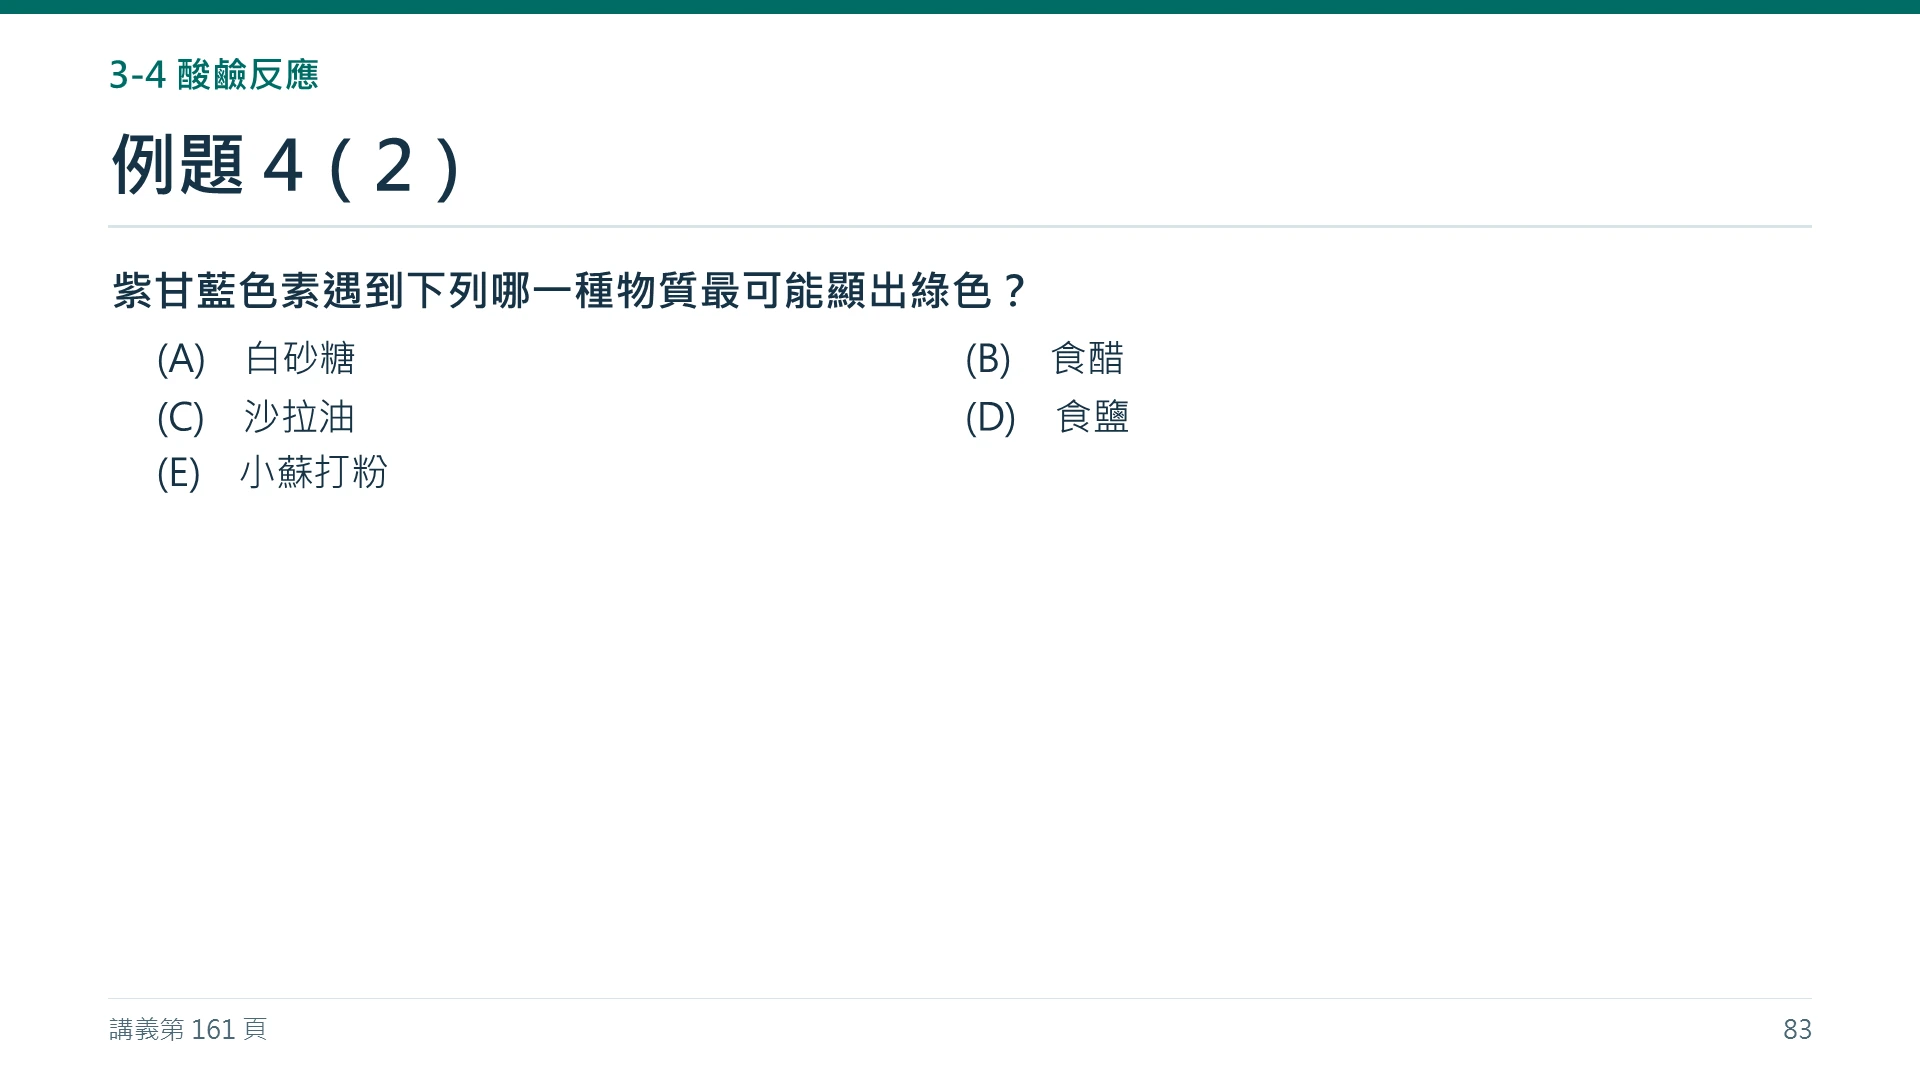 3-4 酸鹼反應
例題 4 ( 2 )
紫甘藍色素遇到下列哪一種物質最可能顯出綠色？
(A) 白砂糖 (B) 食醋
(C) 沙拉油 (D) 食鹽
(E) 小蘇打粉
講義第 161 頁 83